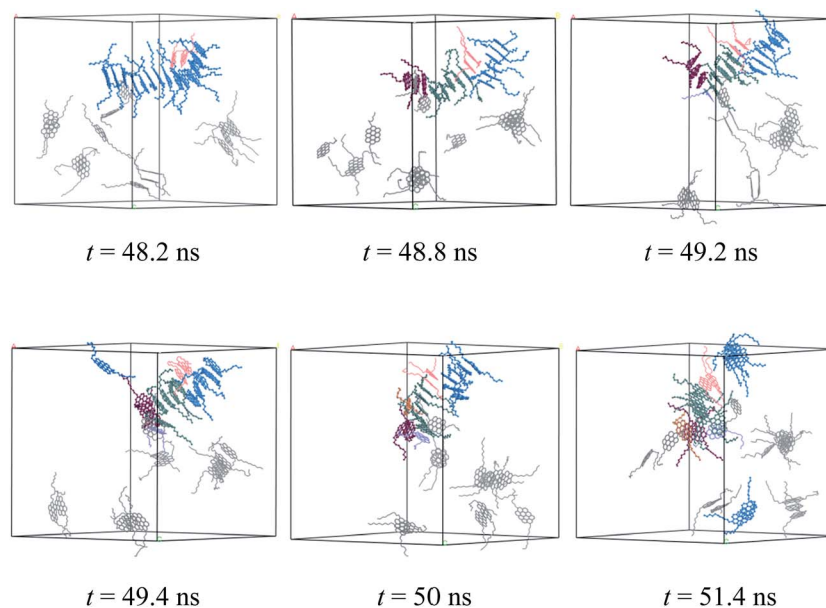 t = 48.2 ns
t = 48.8 ns
t = 49.2 ns
t = 49.4 ns
t = 50 ns
t = 51.4 ns